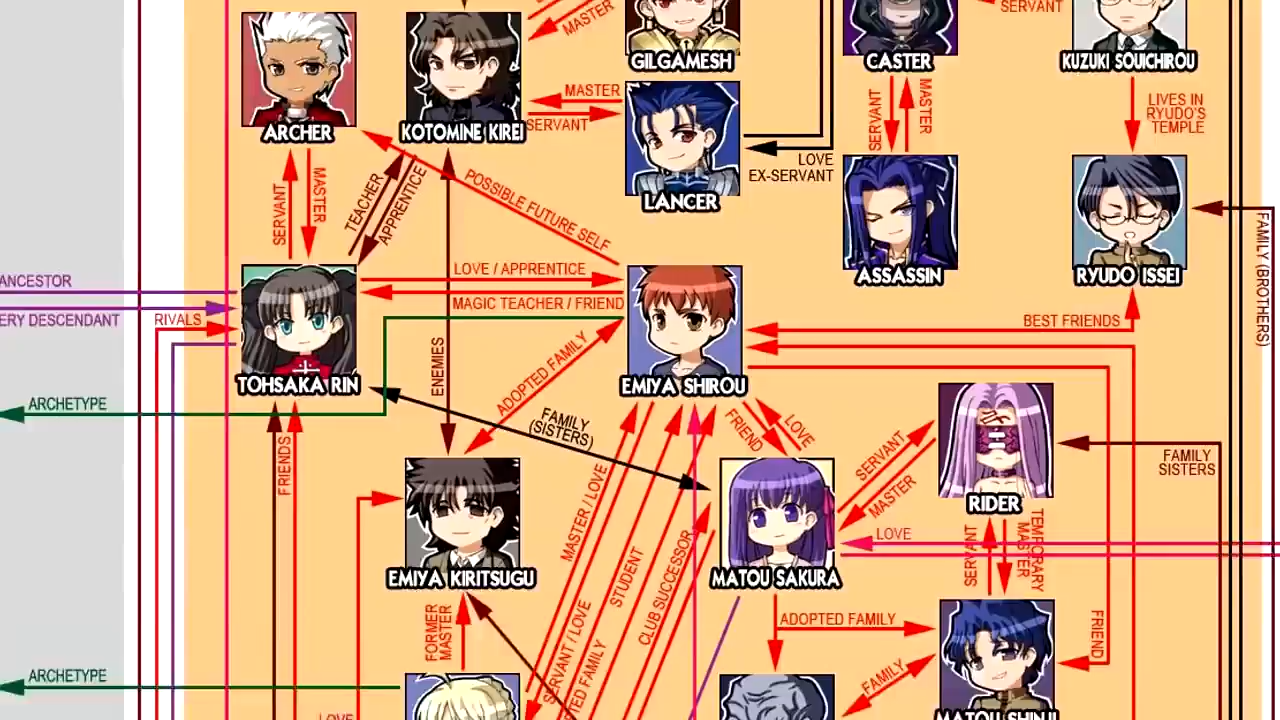 MASTER
SERVANT
GILGAMESH
CASTER
KUZUKI SOUICHIROU
ARCHER
KOTOMINE KIREI
MASTER
SERVANT
LANCER
SERVANT
MASTER
LIVES IN
RYUDO'S
TEMPLE
LOVE
EX-SERVANT
SERVANT
MASTER
TEACHER
APPRENTICE
POSSIBLE FUTURE SELF
ASSASSIN
RYUDO ISSEI
FAMILY (BROTHERS)
ANCESTOR
ERY DESCENDANT
RIVALS
LOVE / APPRENTICE
MAGIC TEACHER / FRIEND
BEST FRIENDS
TOHSAKA RIN
EMIYA SHIROU
ENEMIES
ADOPTED FAMILY
ARCHETYPE
FAMILY
(SISTERS)
FRIEND
LOVE
FRIENDS
SERVANT
MASTER
FAMILY
SISTERS
RIDER
EMIYA KIRITSUGU
MATOU SAKURA
MASTER / LOVE
STUDENT
CLUB SUCCESSOR
LOVE
SERVANT
TEMPORARY
MASTER
FORMER
MASTER
SERVANT / LOVE
TED FAMILY
ADOPTED FAMILY
FRIEND
ARCHETYPE
FAMILY
LOVE
MATOU SHINJI